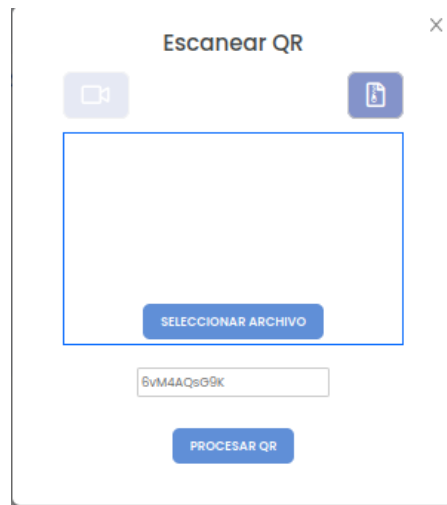 Escanear QR
SELECCIONAR ARCHIVO
6vM4AQsG9K
PROCESAR QR